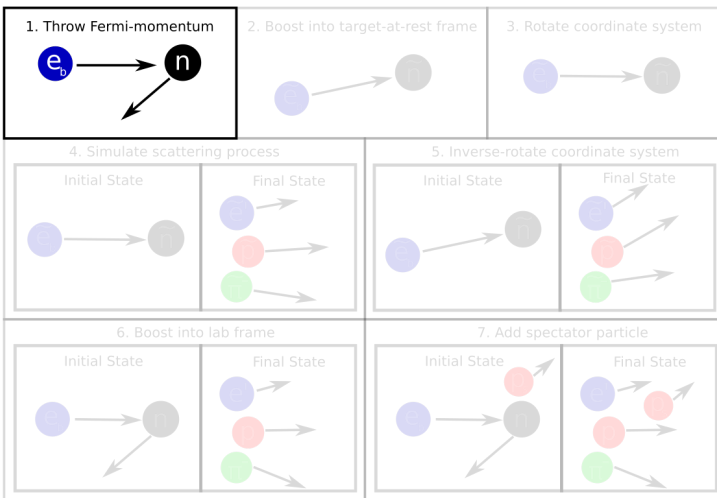 1. Throw Fermi-momentum
e_b
n
2. Boost into target-at-rest frame
e
n
3. Rotate coordinate system
e
n
4. Simulate scattering process
Initial State
e
n
Final State
e'
p
5. Inverse-rotate coordinate system
Initial State
e
n
Final State
e'
p
6. Boost into lab frame
Initial State
e
n
Final State
e'
p
7. Add spectator particle
Initial State
e
n
Final State
e'
p